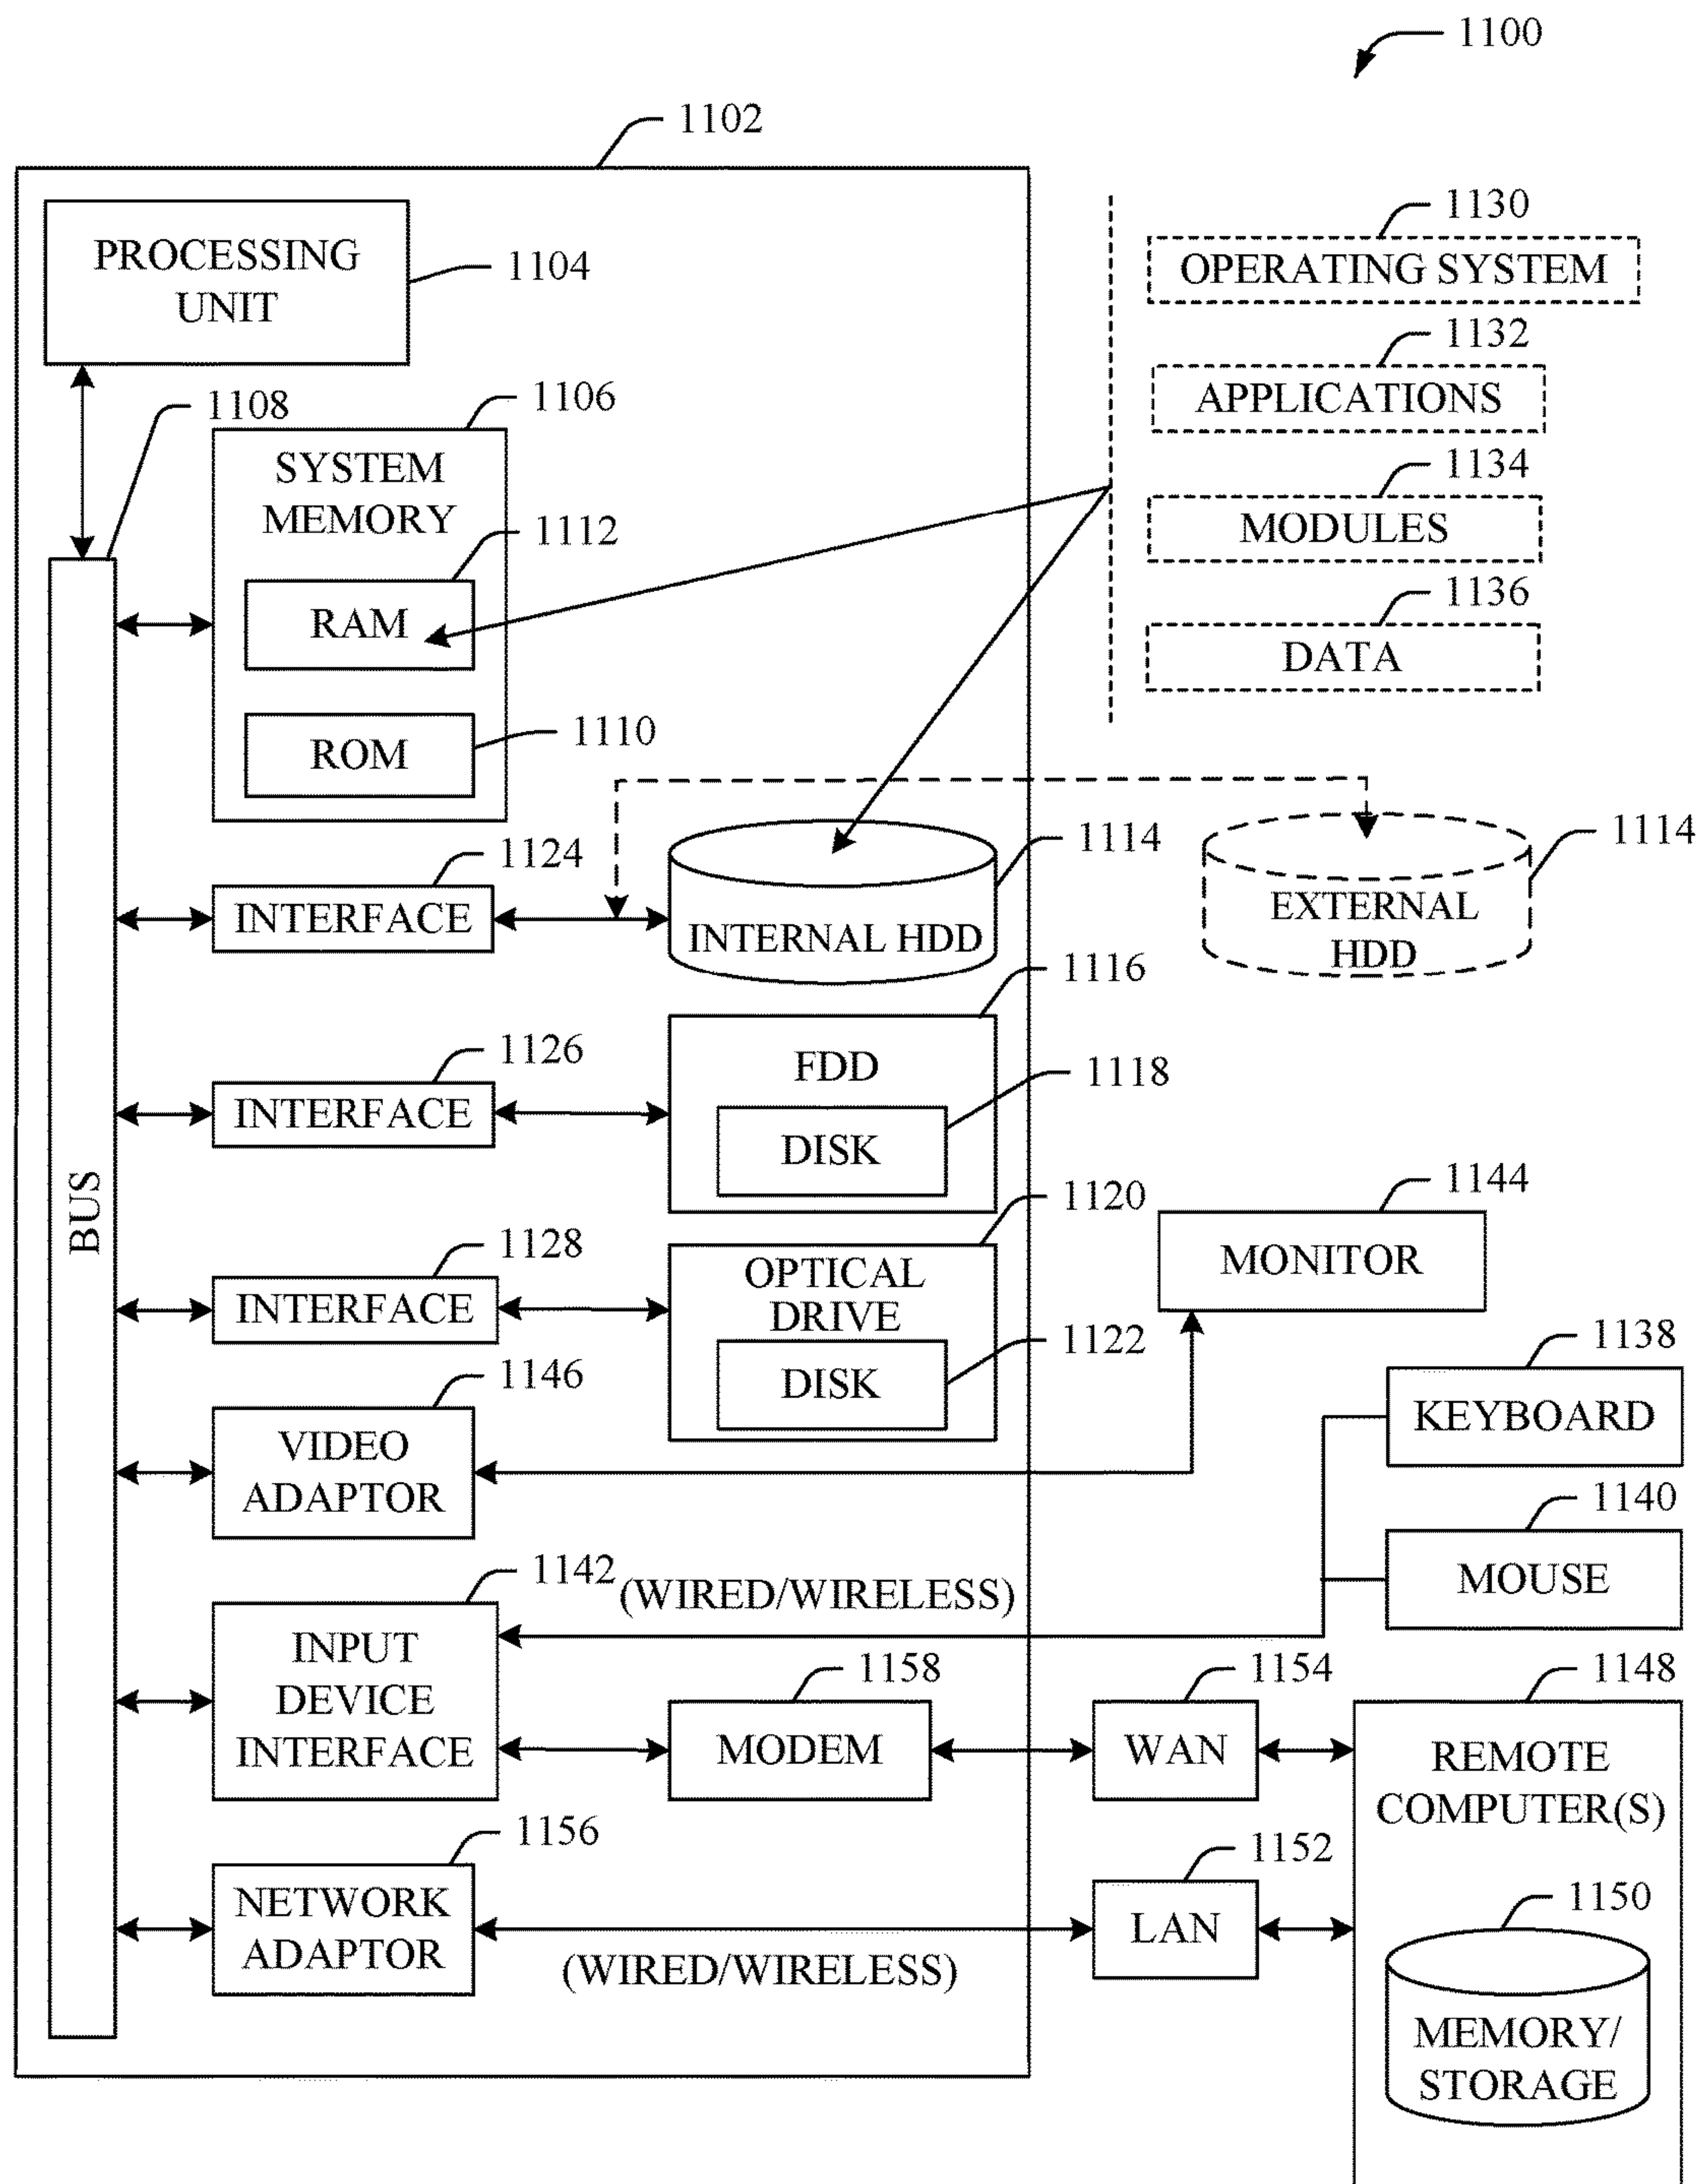 1100
1102
PROCESSING
UNIT
1104
1108
1106
SYSTEM
MEMORY
1112
RAM
ROM
1110
1130
OPERATING SYSTEM
1132
APPLICATIONS
1134
MODULES
1136
DATA
BUS
1124
INTERFACE
INTERNAL HDD
1114
EXTERNAL
HDD
1114
1126
INTERFACE
1116
FDD
1118
DISK
1128
INTERFACE
1120
OPTICAL
DRIVE
1122
DISK
1144
MONITOR
1146
VIDEO
ADAPTOR
1138
KEYBOARD
1140
MOUSE
1142
(WIRED/WIRELESS)
INPUT
DEVICE
INTERFACE
1158
MODEM
1154
WAN
1148
REMOTE
COMPUTER(S)
1156
NETWORK
ADAPTOR
(WIRED/WIRELESS)
1152
LAN
1150
MEMORY/
STORAGE